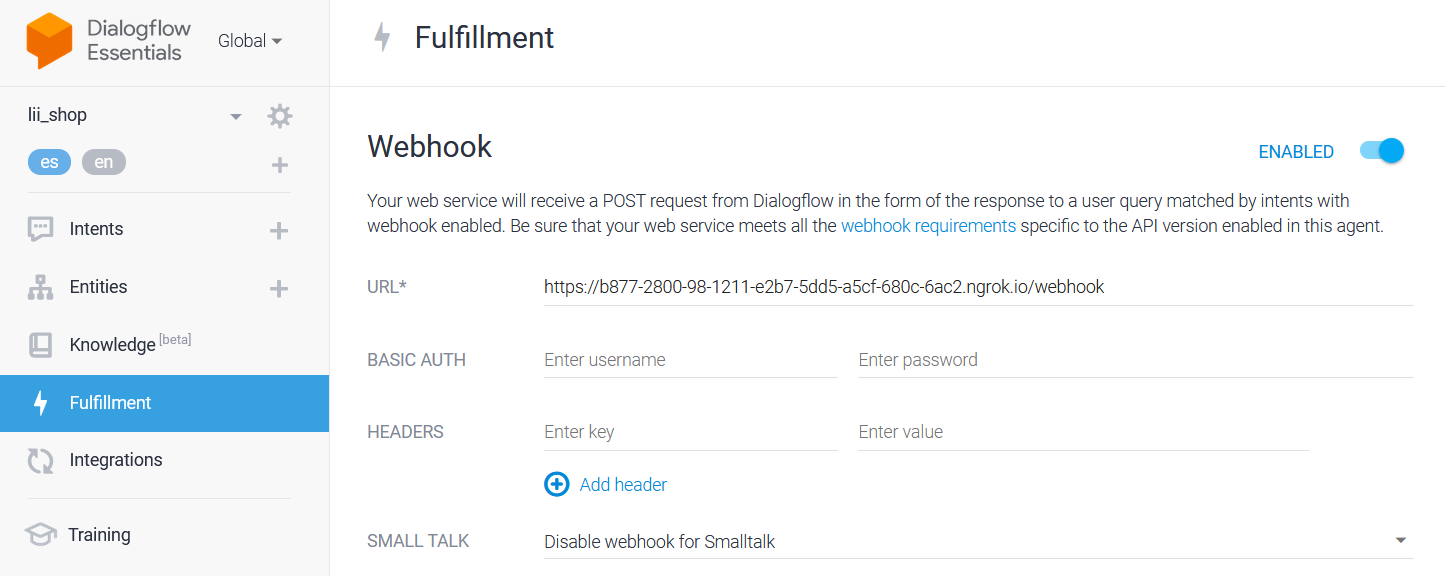 Dialogflow
Essentials
Global
lii_shop
es
en
Intents
Entities
Knowledge [beta]
Fulfillment
Integrations
Training
Fulfillment
Webhook
ENABLED
Your web service will receive a POST request from Dialogflow in the form of the response to a user query matched by intents with
webhook enabled. Be sure that your web service meets all the webhook requirements specific to the API version enabled in this agent.
URL* https://b877-2800-98-1211-e2b7-5dd5-a5cf-680c-6ac2.ngrok.io/webhook
BASIC AUTH Enter username Enter password
HEADERS Enter key Enter value
Add header
SMALL TALK Disable webhook for Smalltalk